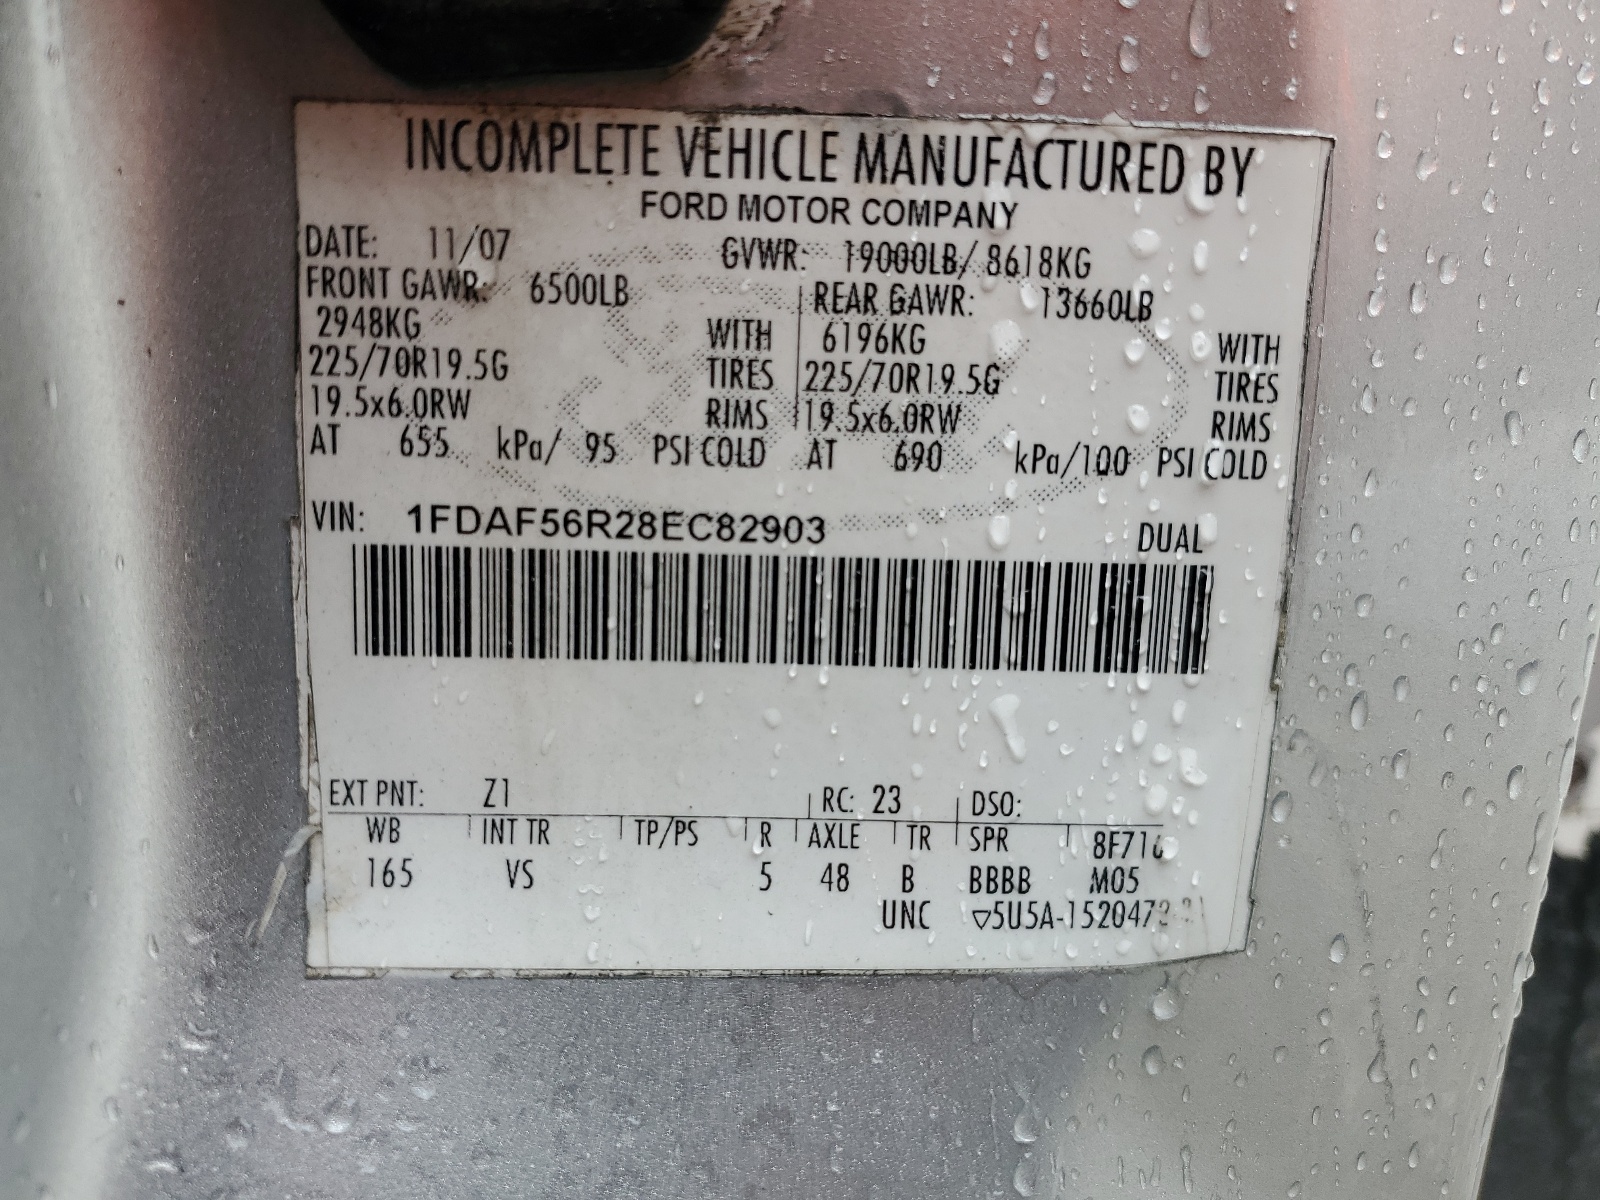 INCOMPLETE VEHICLE MANUFACTURED BY
FORD MOTOR COMPANY
DATE: 11/07 GVWR: 19000LB/ 8618KG
FRONT GAWR: 6500LB REAR GAWR: 13660LB
2948KG WITH 6196KG WITH
225/70R19.5G TIRES 225/70R19.5G TIRES
19.5x6.0RW RIMS 19.5x6.0RW RIMS
AT 655 kPa/ 95 PSI COLD AT 690 kPa/100 PSI COLD
VIN: 1FDAF56R28EC82903 DUAL
EXT PNT: Z1 RC: 23 DSO:
WB INT TR TP/PS R AXLE TR SPR
165 VS 5 48 B BBBB M05
UNC